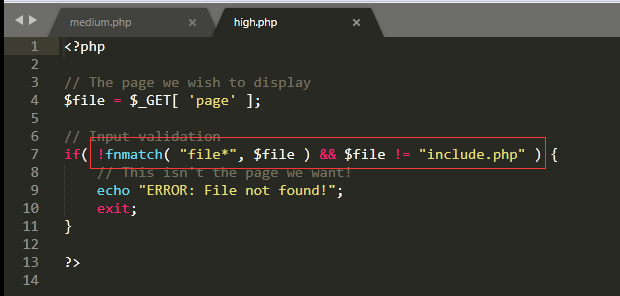 medium.php × high.php ×
1 <?php
2
3 // The page we wish to display
4 $file = $_GET[ 'page' ];
5
6 // Input validation
7 if( !fnmatch( "file*", $file ) && $file != "include.php" ) {
8 // This isn't the page we want!
9 echo "ERROR: File not found!";
10 exit;
11 }
12
13 ?>
14